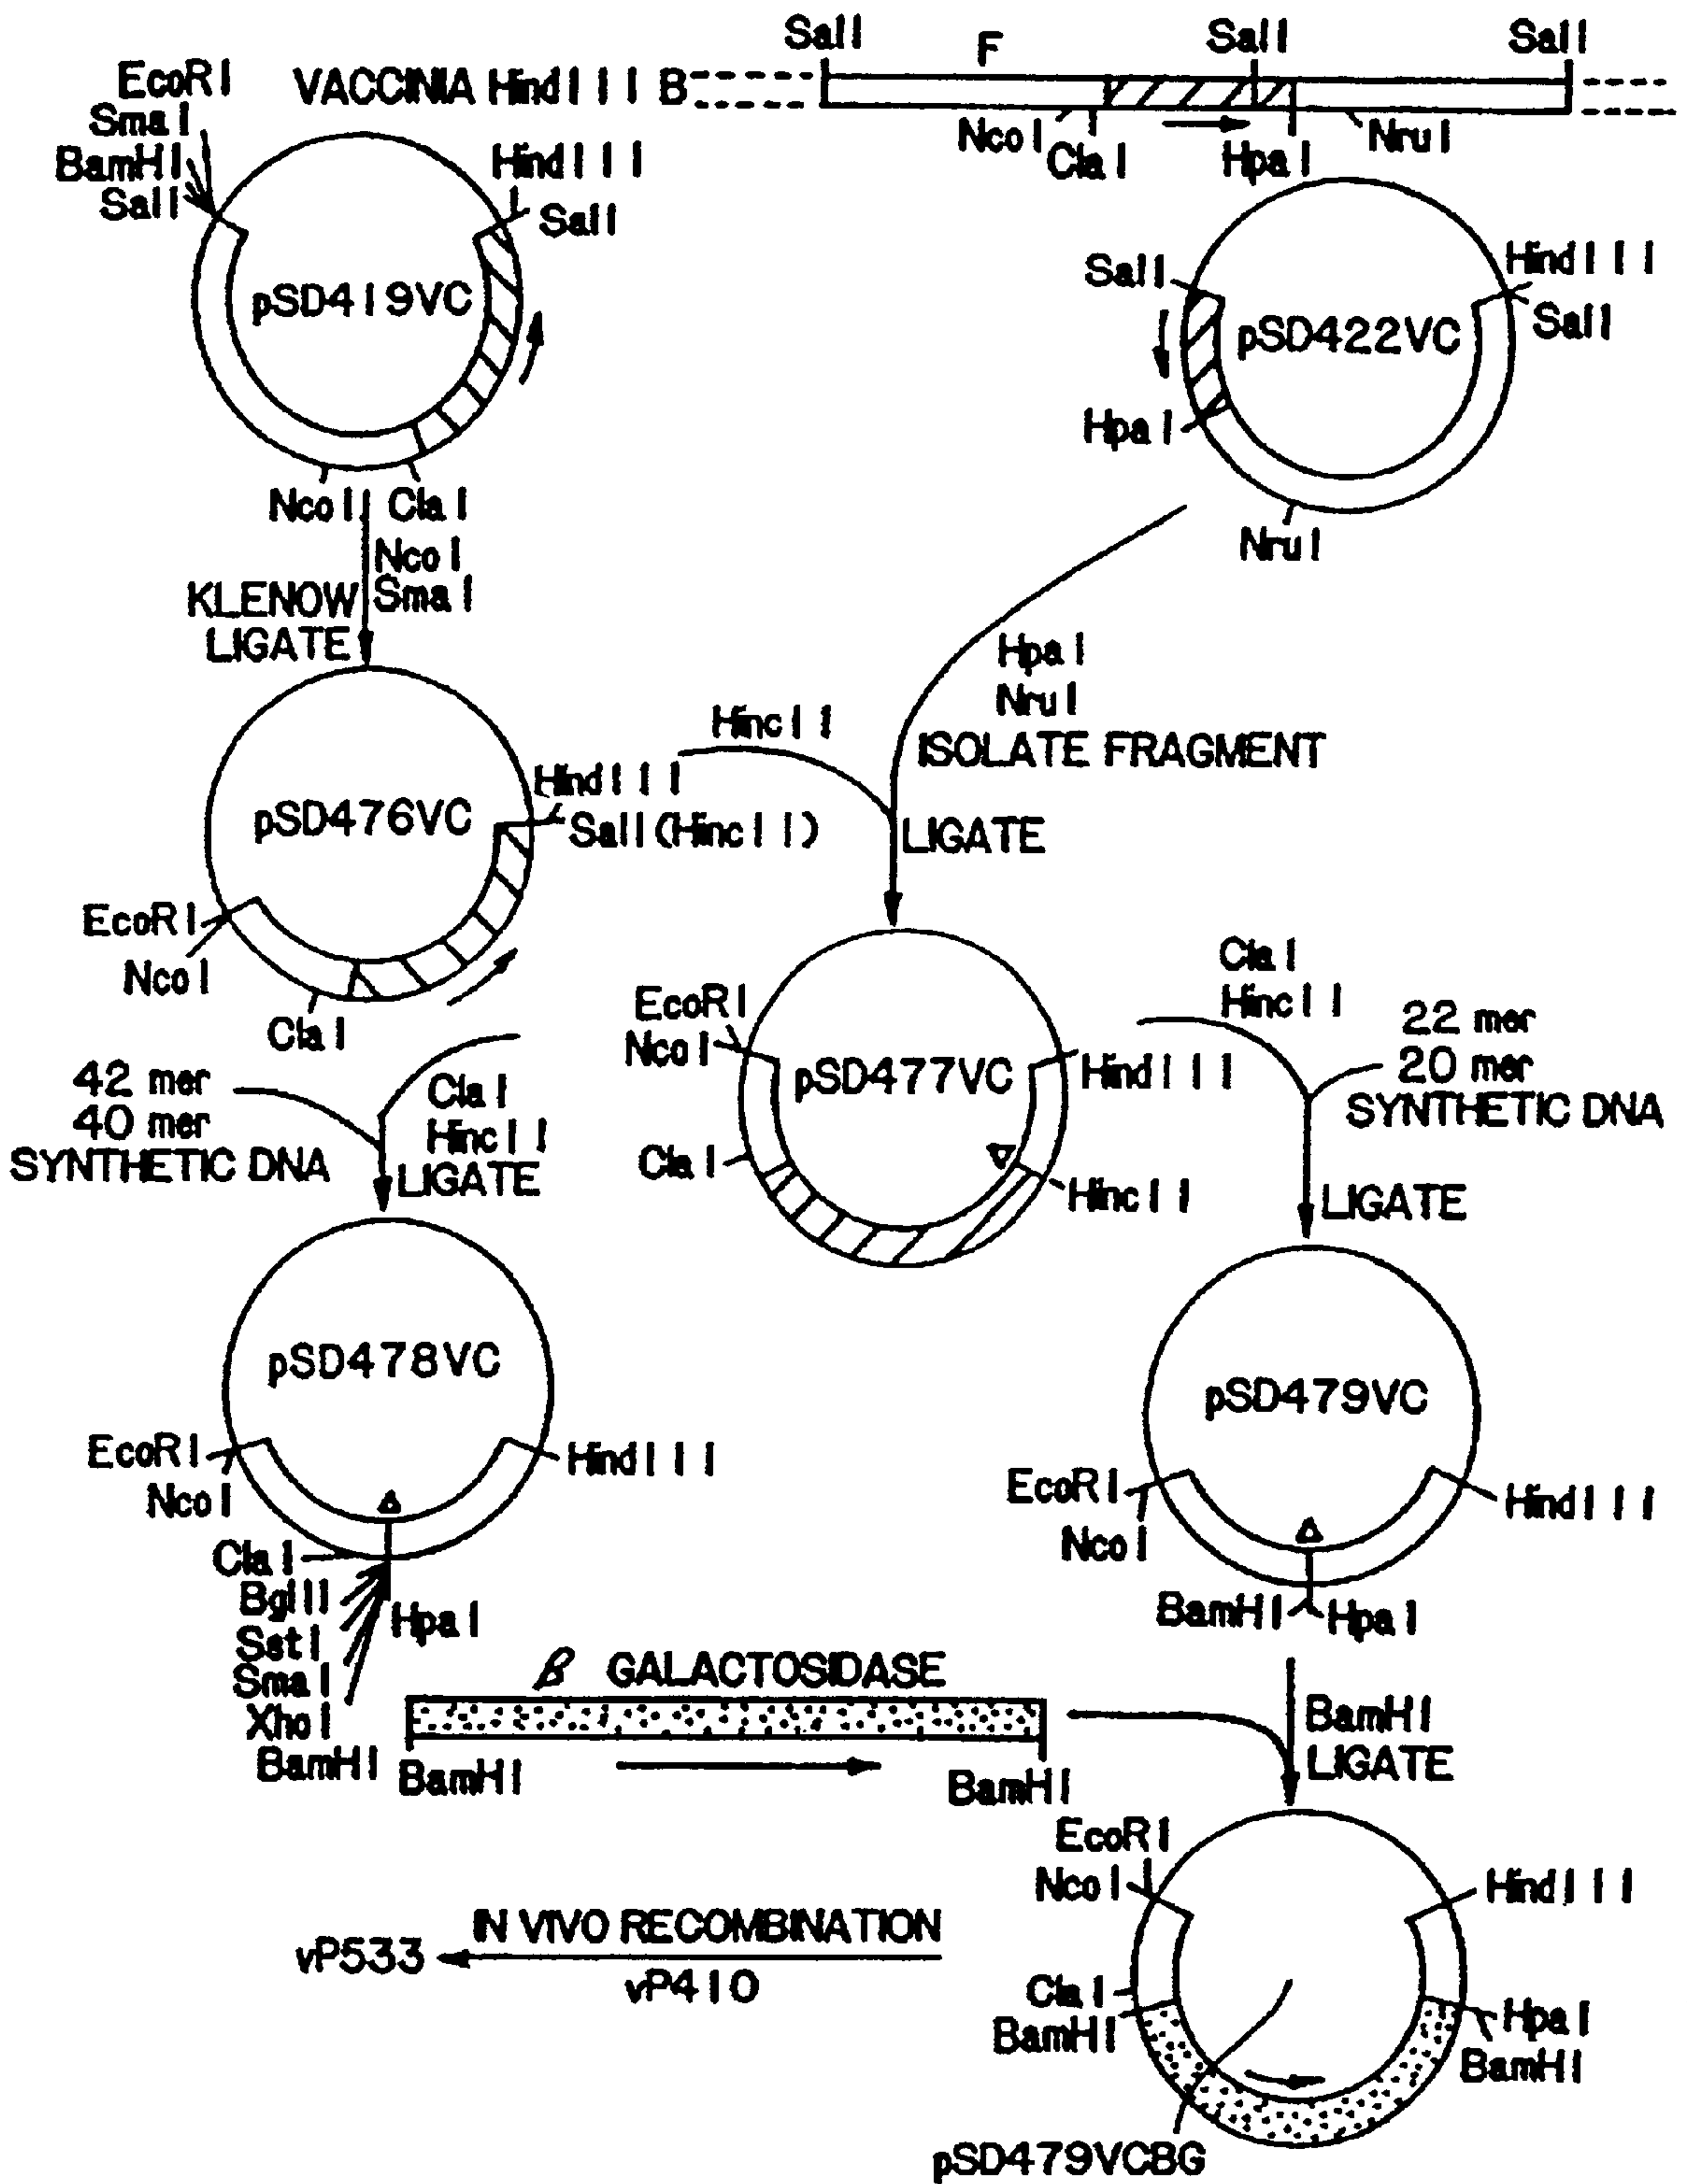 SalI F SalI SalI
VACCINIA HindIII B
NcoI ClaI HpaI NruI
EcoRI
SmaI
BamHI
SalI
HindIII
SalI
pSD419VC
NcoI ClaI
SalI
HindIII
SalI
pSD422VC
HpaI
NruI
NcoI
KLENOW SmaI
LIGATE
HpaI
NruI
ISOLATE FRAGMENT
HincII
LIGATE
pSD476VC
HindIII
SalI(HincII)
EcoRI
NcoI
ClaI
42 mer
40 mer
SYNTHETIC DNA
ClaI
HincII
LIGATE
EcoRI
NcoI
pSD477VC
HindIII
ClaI
HincII
ClaI
HincII
22 mer
20 mer
SYNTHETIC DNA
LIGATE
pSD478VC
EcoRI
NcoI
HindIII
ClaI
BglII
SstI
SmaI
XhoI
BamHI
HpaI
pSD479VC
EcoRI
NcoI
HindIII
BamHI HpaI
β GALACTOSIDASE
BamHI BamHI
BamHI
LIGATE
EcoRI
NcoI
HindIII
ClaI
BamHI
HpaI
BamHI
pSD479VCBG
IN VIVO RECOMBINATION
vP533
vP410